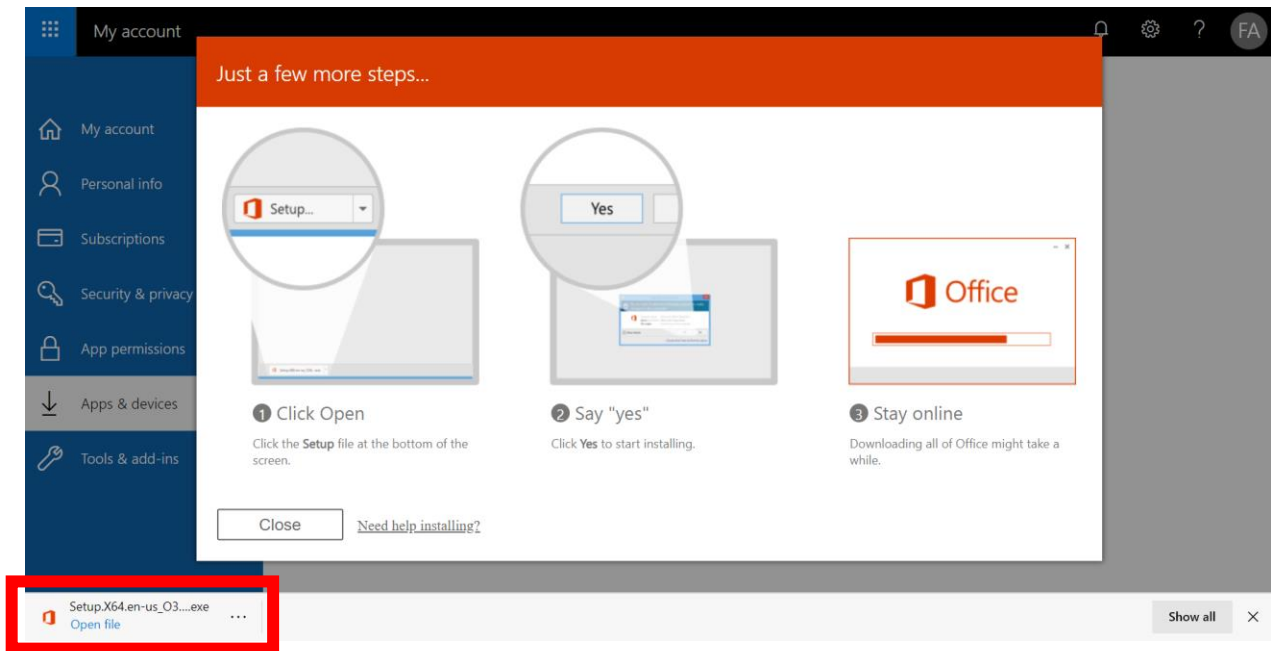 My account
?
FA
Just a few more steps...
My account
Personal info
Subscriptions
Security & privacy
App permissions
Apps & devices
Tools & add-ins
Setup...
Yes
Office
1 Click Open
Click the Setup file at the bottom of the
screen.
2 Say "yes"
Click Yes to start installing.
3 Stay online
Downloading all of Office might take a
while.
Close
Need help installing?
Setup.X64.en-us_O3....exe
Open file
...
Show all